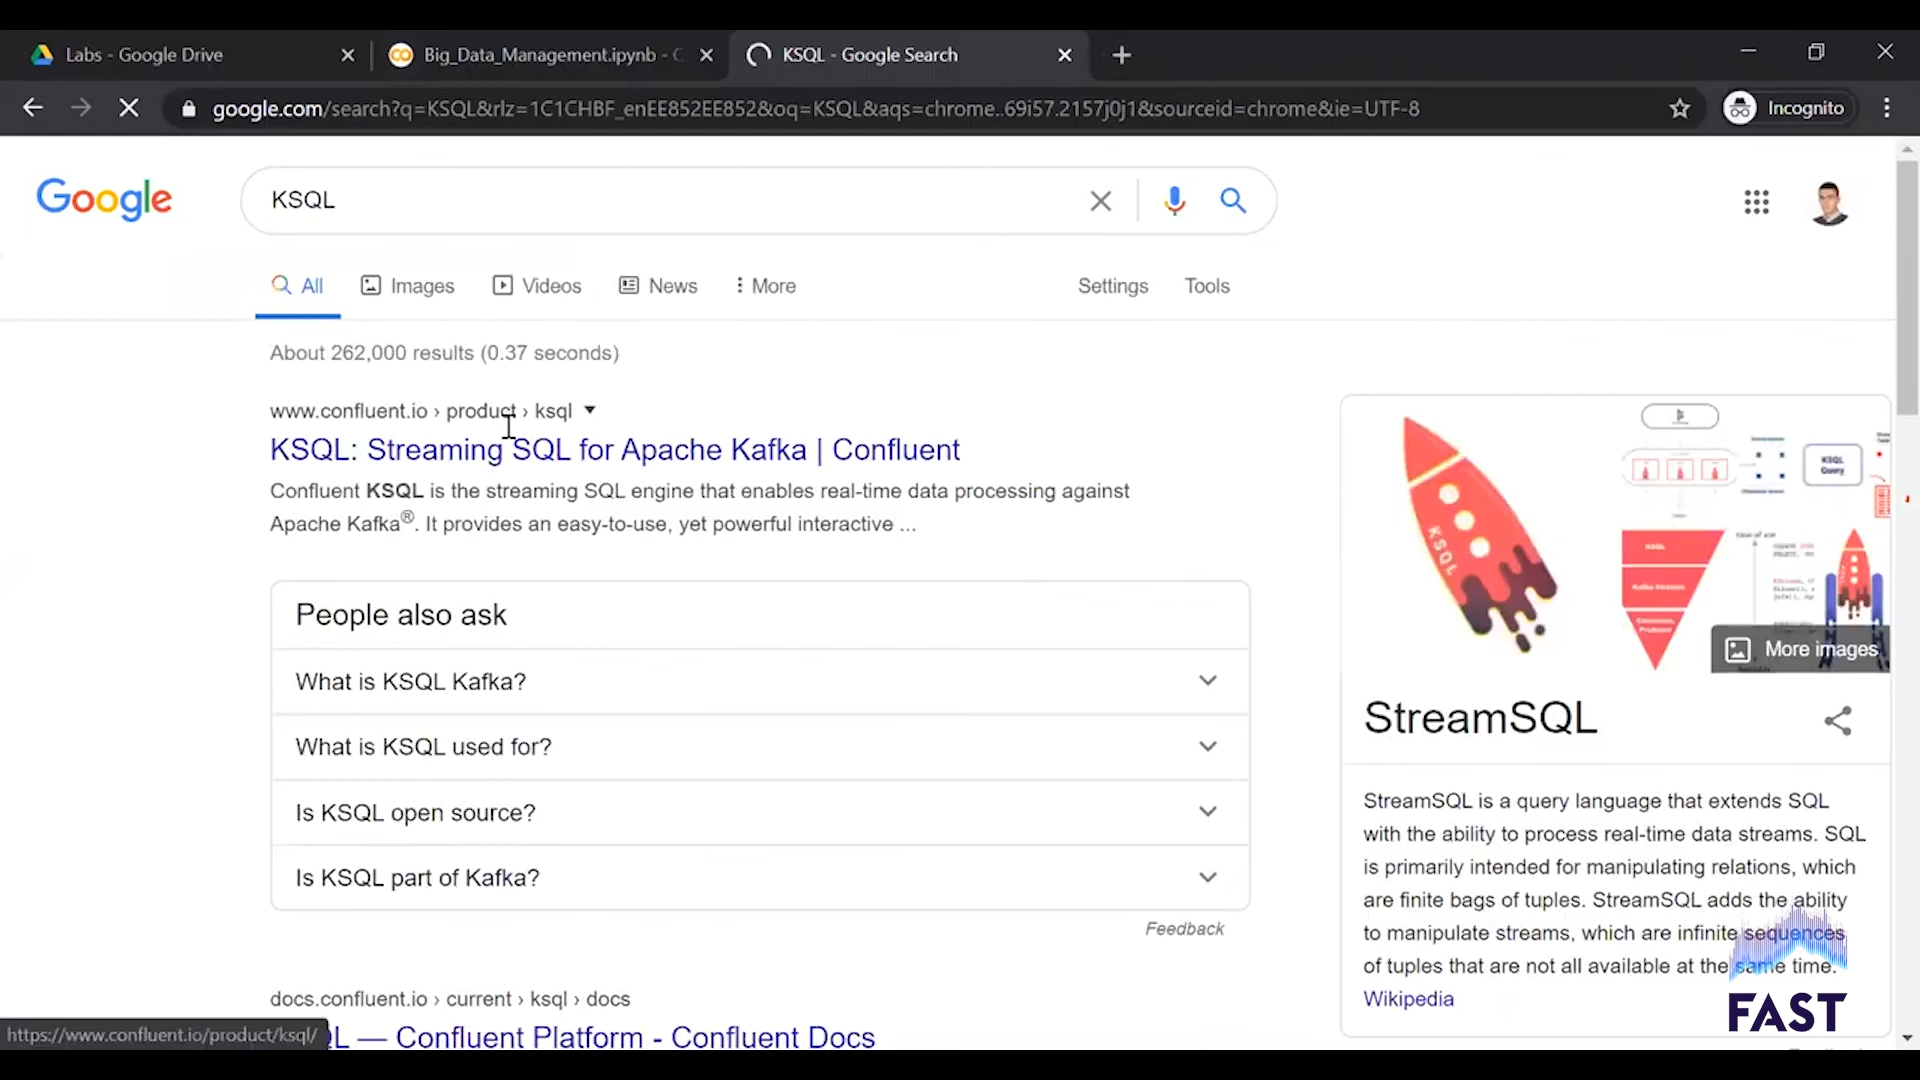 Labs - Google Drive
Big_Data_Management.ipynb - C
KSQL - Google Search
google.com/search?q=KSQL&rlz=1C1CHBF_enEE852EE852&oq=KSQL&aqs=chrome..69i57.2157j0j1&sourceid=chrome&ie=UTF-8
Incognito
Google
KSQL
All
Images
Videos
News
More
Settings
Tools
About 262,000 results (0.37 seconds)
www.confluent.io › product › ksql
KSQL: Streaming SQL for Apache Kafka | Confluent
Confluent KSQL is the streaming SQL engine that enables real-time data processing against
Apache Kafka®. It provides an easy-to-use, yet powerful interactive ...
People also ask
What is KSQL Kafka?
What is KSQL used for?
Is KSQL open source?
Is KSQL part of Kafka?
Feedback
docs.confluent.io › current › ksql › docs
QL — Confluent Platform - Confluent Docs
https://www.confluent.io/product/ksql/
KSQL
KSQL
Query
KSQL
Kafka Streams
More images
StreamSQL
StreamSQL is a query language that extends SQL
with the ability to process real-time data streams. SQL
is primarily intended for manipulating relations, which
are finite bags of tuples. StreamSQL adds the ability
to manipulate streams, which are infinite sequences
of tuples that are not all available at the same time.
Wikipedia
FAST